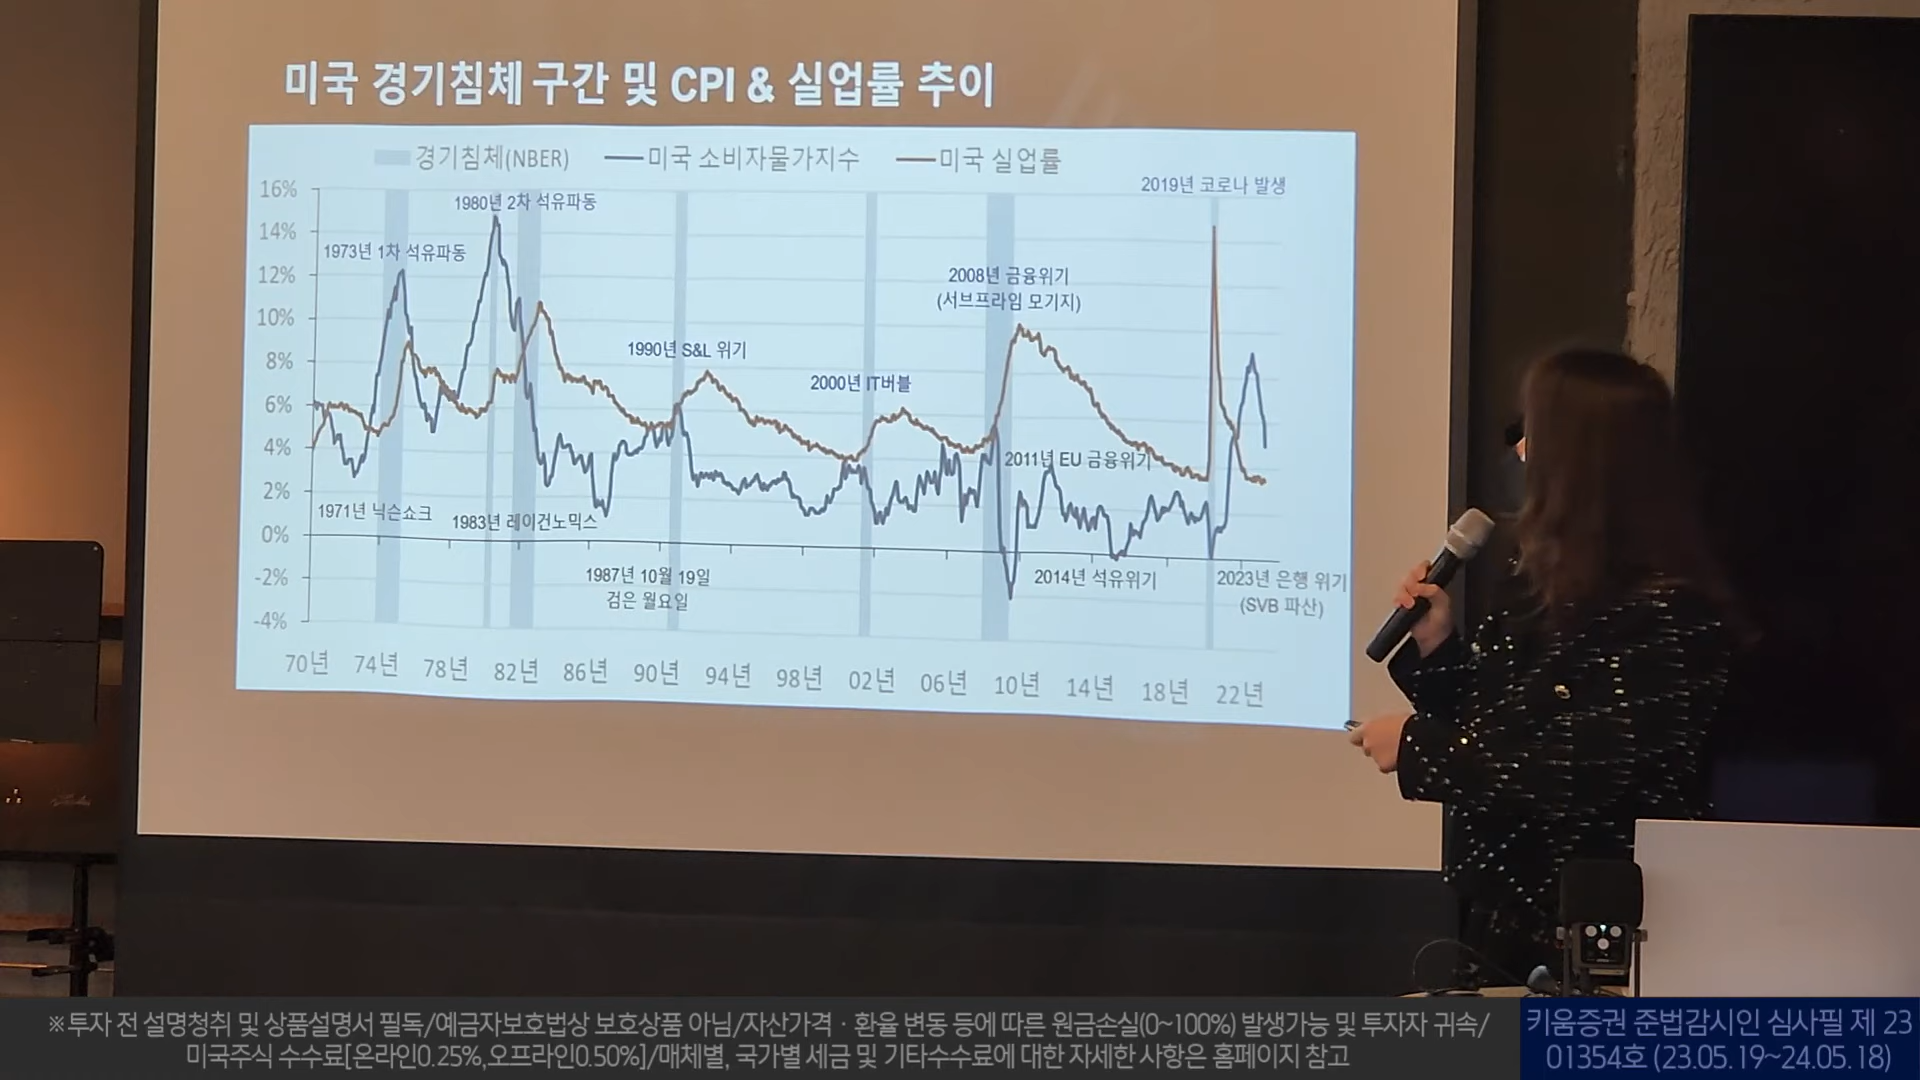 미국 경기침체 구간 및 CPI & 실업률 추이
경기침체(NBER) 미국 소비자물가지수 미국 실업률
16%
14%
12%
10%
8%
6%
4%
2%
0%
-2%
-4%
2019년 코로나 발생
1980년 2차 석유파동
1973년 1차 석유파동
2008년 금융위기
(서브프라임 모기지)
1990년 S&L 위기
2000년 IT버블
2011년 EU 금융위기
1971년 닉슨쇼크
1983년 레이건노믹스
1987년 10월 19일
검은 월요일
2014년 석유위기
2023년 은행 위기
(SVB 파산)
70년 74년 78년 82년 86년 90년 94년 98년 02년 06년 10년 14년 18년 22년
※투자 전 설명청취 및 상품설명서 필독/예금자보호법상 보호상품 아님/자산가격 · 환율 변동 등에 따른 원금손실(0~100%) 발생가능 및 투자자 귀속/
미국주식 수수료[온라인0.25%,오프라인0.50%]/매체별, 국가별 세금 및 기타수수료에 대한 자세한 사항은 홈페이지 참고
키움증권 준법감시인 심사필 제 23
01354호 (23.05.19~24.05.18)